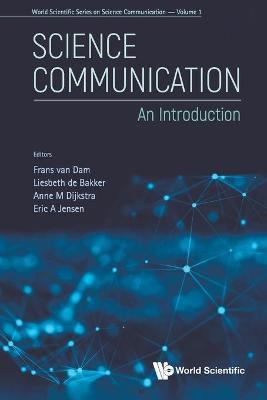 World Scientific Series on Science Communication — Volume 1
SCIENCE
COMMUNICATION
An Introduction
Editors
Frans van Dam
Liesbeth de Bakker
Anne M Dijkstra
Eric A Jensen
World Scientific